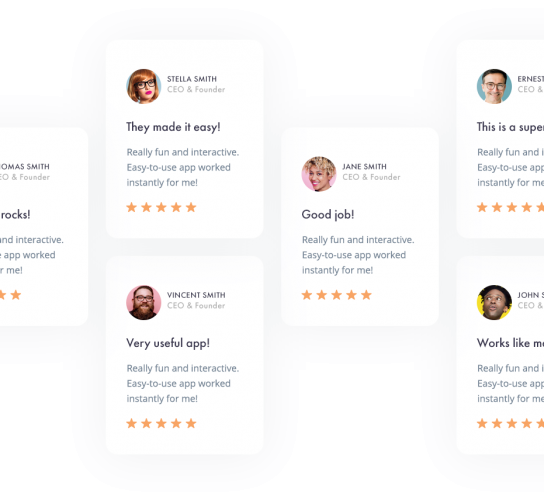 STELLA SMITH
CEO & Founder
They made it easy!
Really fun and interactive.
Easy-to-use app worked
instantly for me!
ERNEST
CEO &
This is a super
Really fun and i
Easy-to-use app
instantly for me
OMAS SMITH
EO & Founder
rocks!
and interactive.
app worked
r me!
JANE SMITH
CEO & Founder
Good job!
Really fun and interactive.
Easy-to-use app worked
instantly for me!
VINCENT SMITH
CEO & Founder
Very useful app!
Really fun and interactive.
Easy-to-use app worked
instantly for me!
JOHN S
CEO &
Works like m
Really fun and i
Easy-to-use app
instantly for me